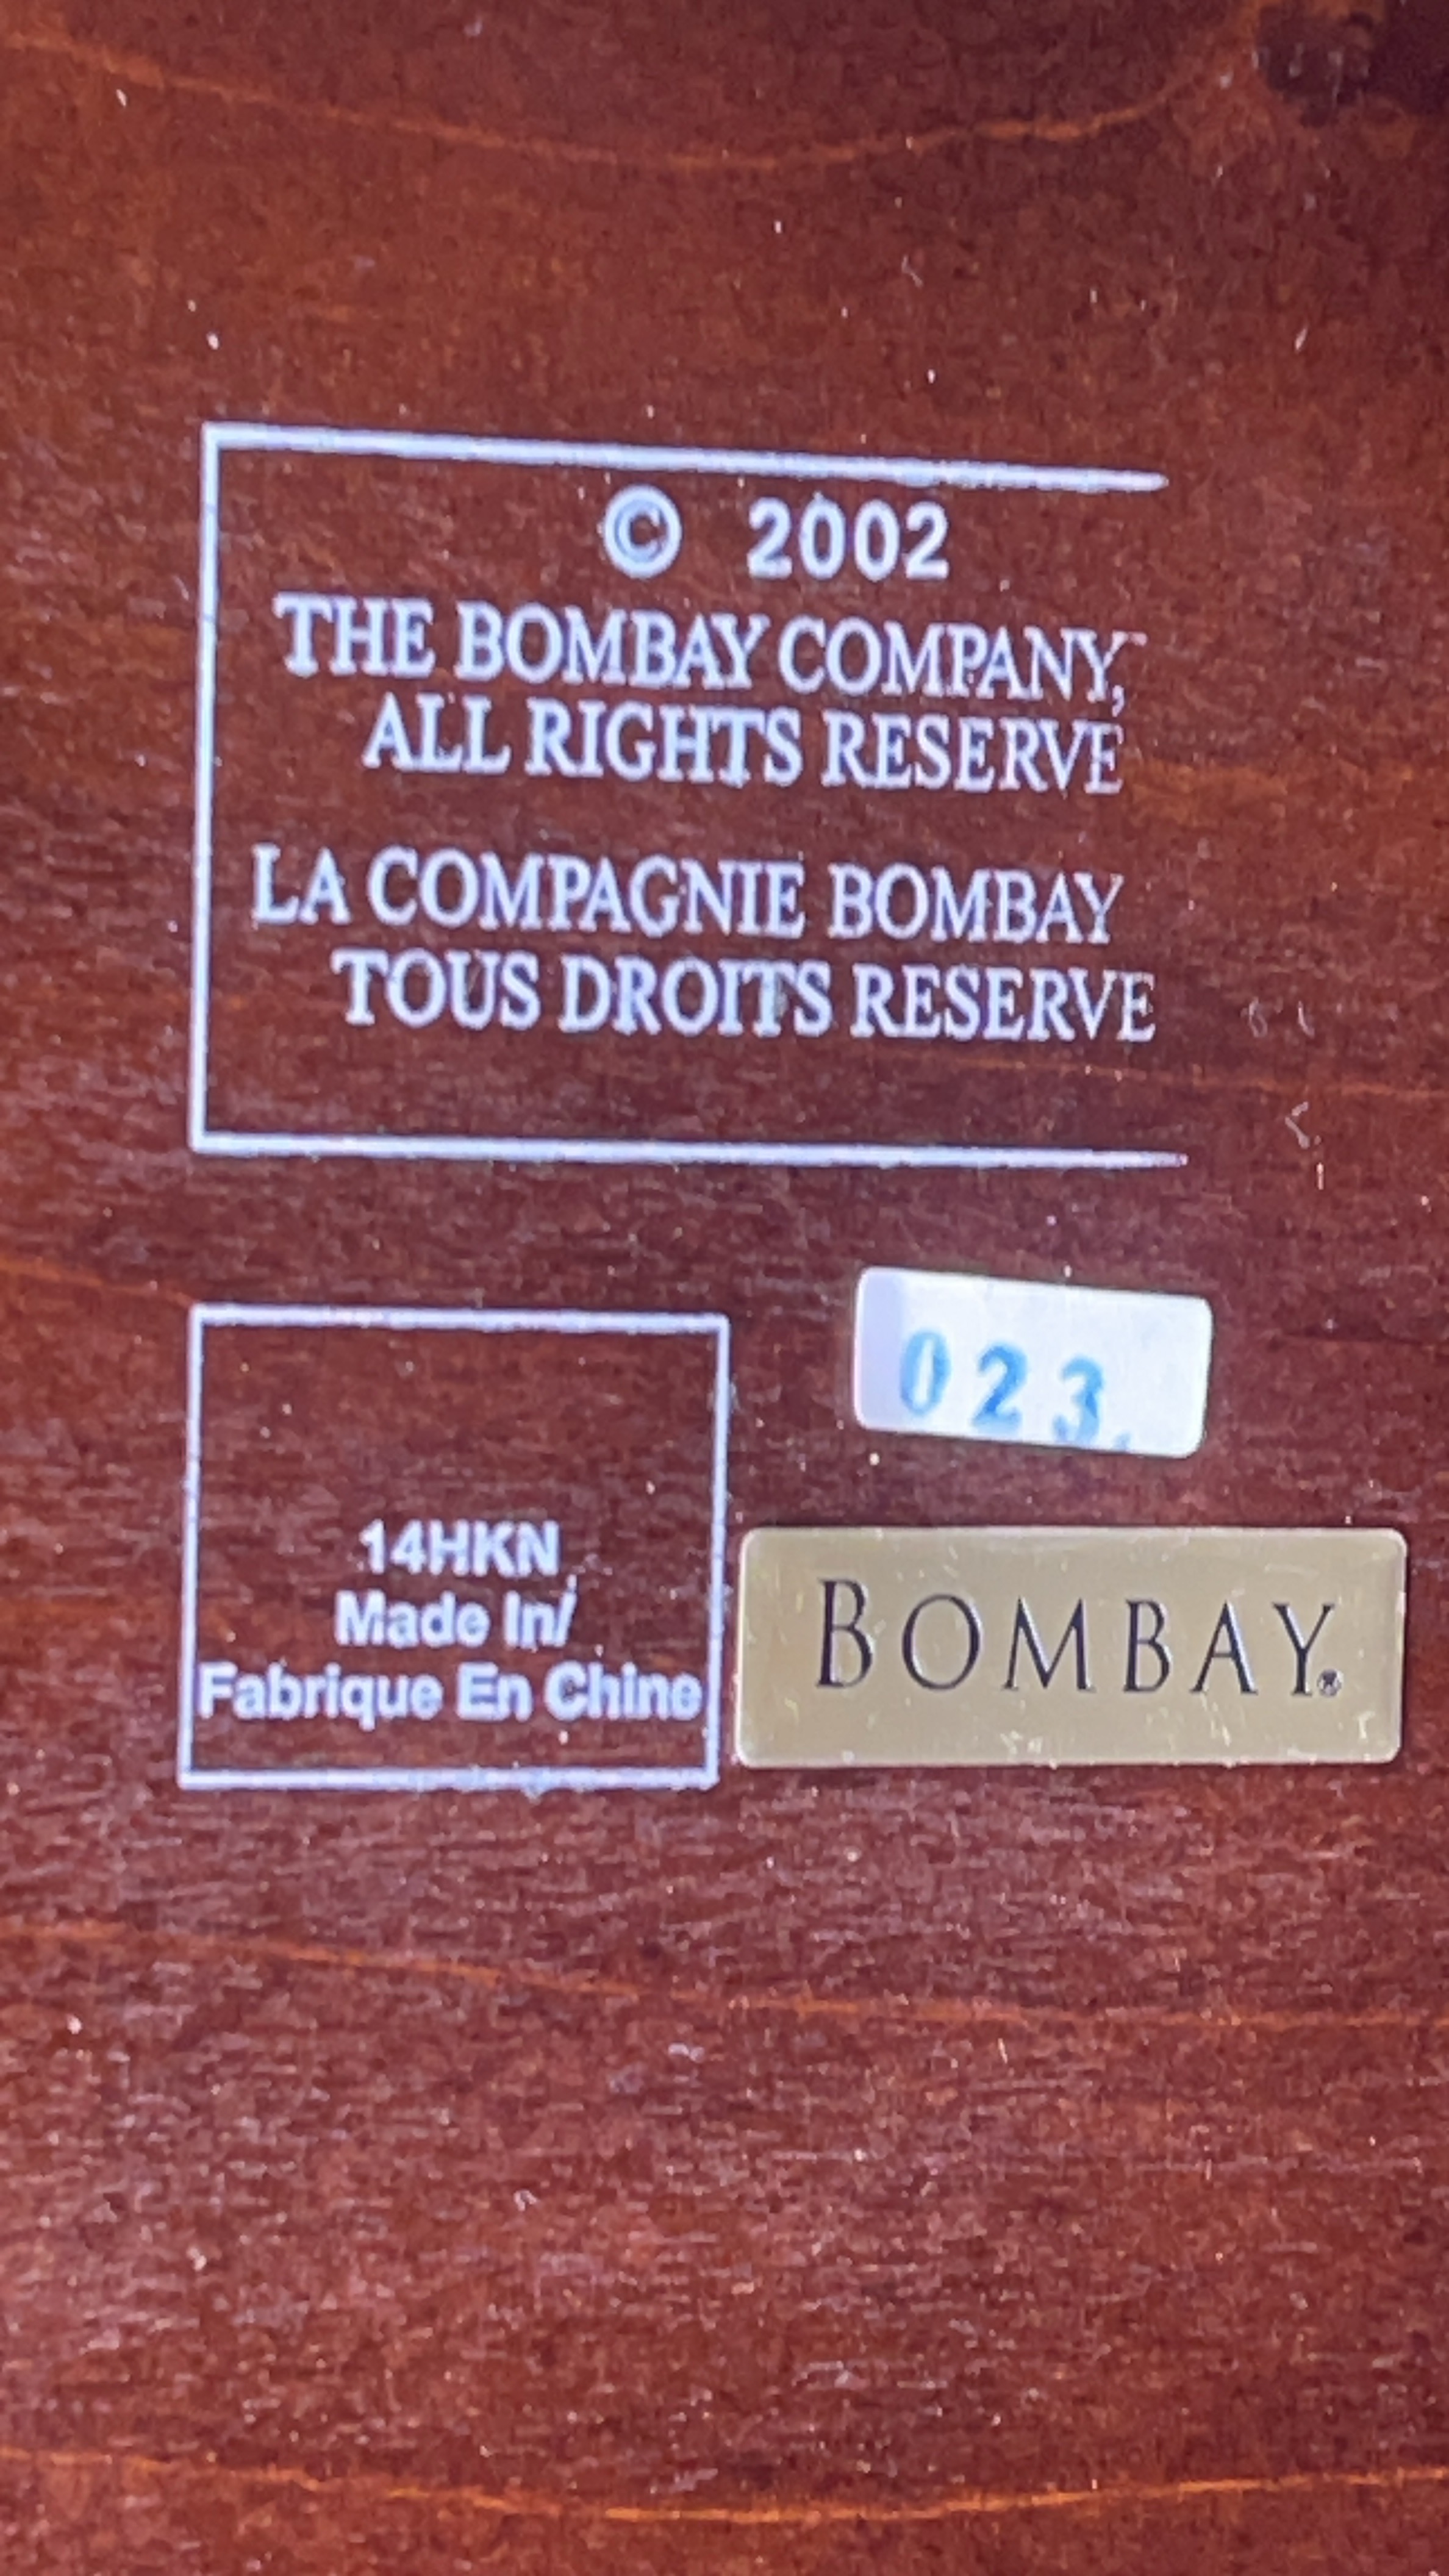 © 2002
THE BOMBAY COMPANY,
ALL RIGHTS RESERVE
LA COMPAGNIE BOMBAY
TOUS DROITS RESERVE
023.
14HKN
Made In/
Fabrique En Chine
BOMBAY®